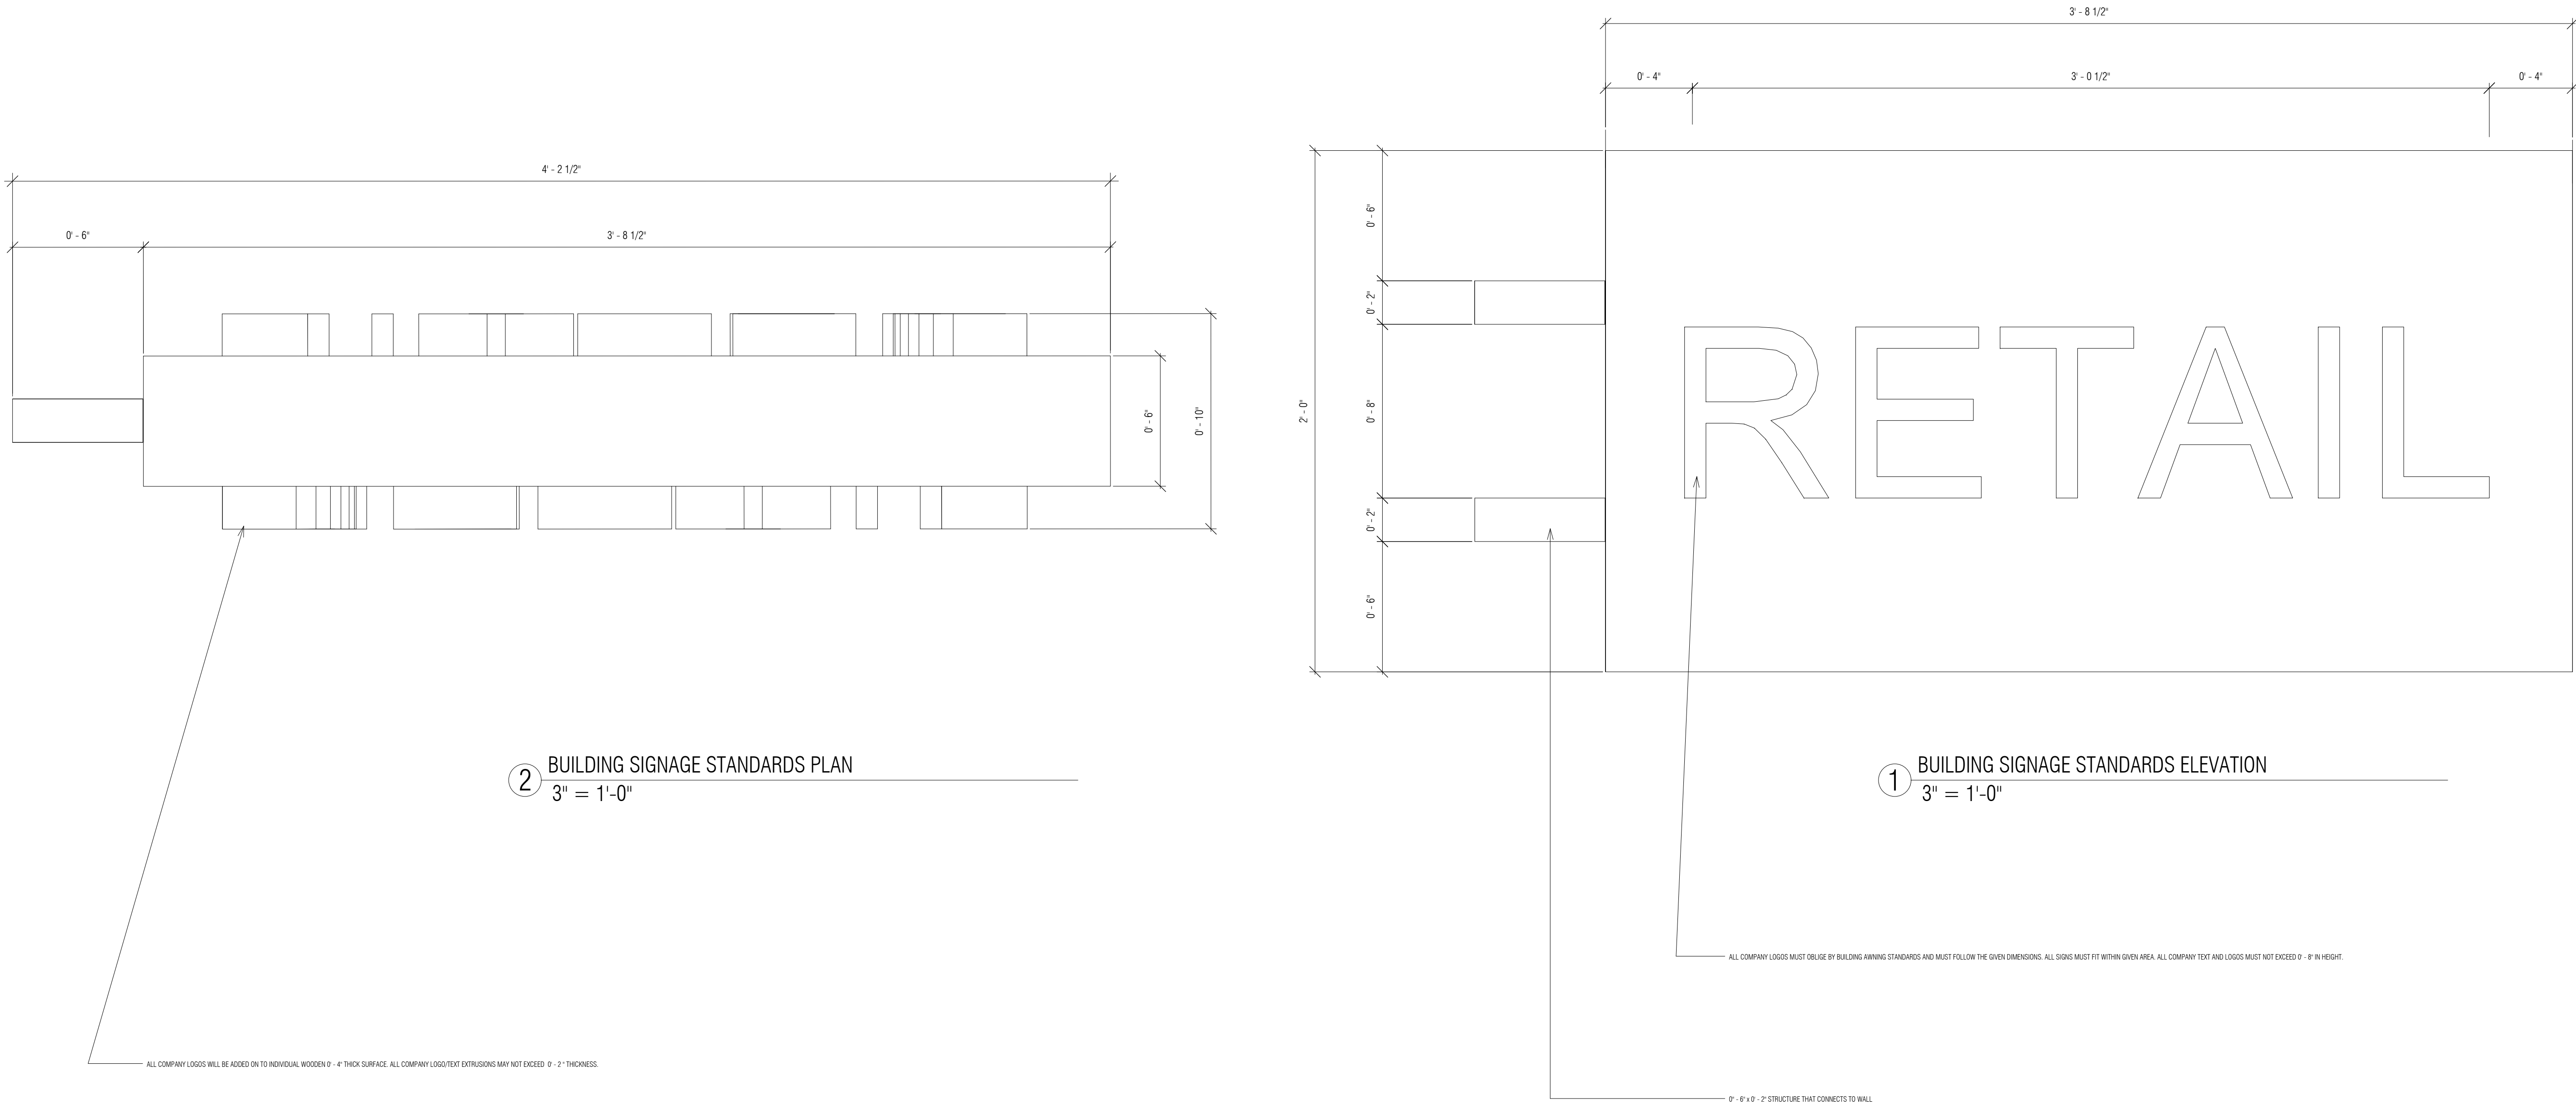 3' - 8 1/2"
0' - 4"
3' - 0 1/2"
0' - 4"
4' - 2 1/2"
0' - 6"
3' - 8 1/2"
0' - 6"
0' - 10"
2' - 0"
0' - 6"
0' - 2"
0' - 8"
0' - 2"
0' - 6"
RETAIL
2
BUILDING SIGNAGE STANDARDS PLAN
3" = 1'-0"
1
BUILDING SIGNAGE STANDARDS ELEVATION
3" = 1'-0"
ALL COMPANY LOGOS MUST OBLIGE BY BUILDING AWNING STANDARDS AND MUST FOLLOW THE GIVEN DIMENSIONS. ALL SIGNS MUST FIT WITHIN GIVEN AREA. ALL COMPANY TEXT AND LOGOS MUST NOT EXCEED 0' - 8" IN HEIGHT.
ALL COMPANY LOGOS WILL BE ADDED ON TO INDIVIDUAL WOODEN 0' - 4" THICK SURFACE. ALL COMPANY LOGO/TEXT EXTRUSIONS MAY NOT EXCEED 0' - 2 " THICKNESS.
0" - 6" x 0' - 2" STRUCTURE THAT CONNECTS TO WALL